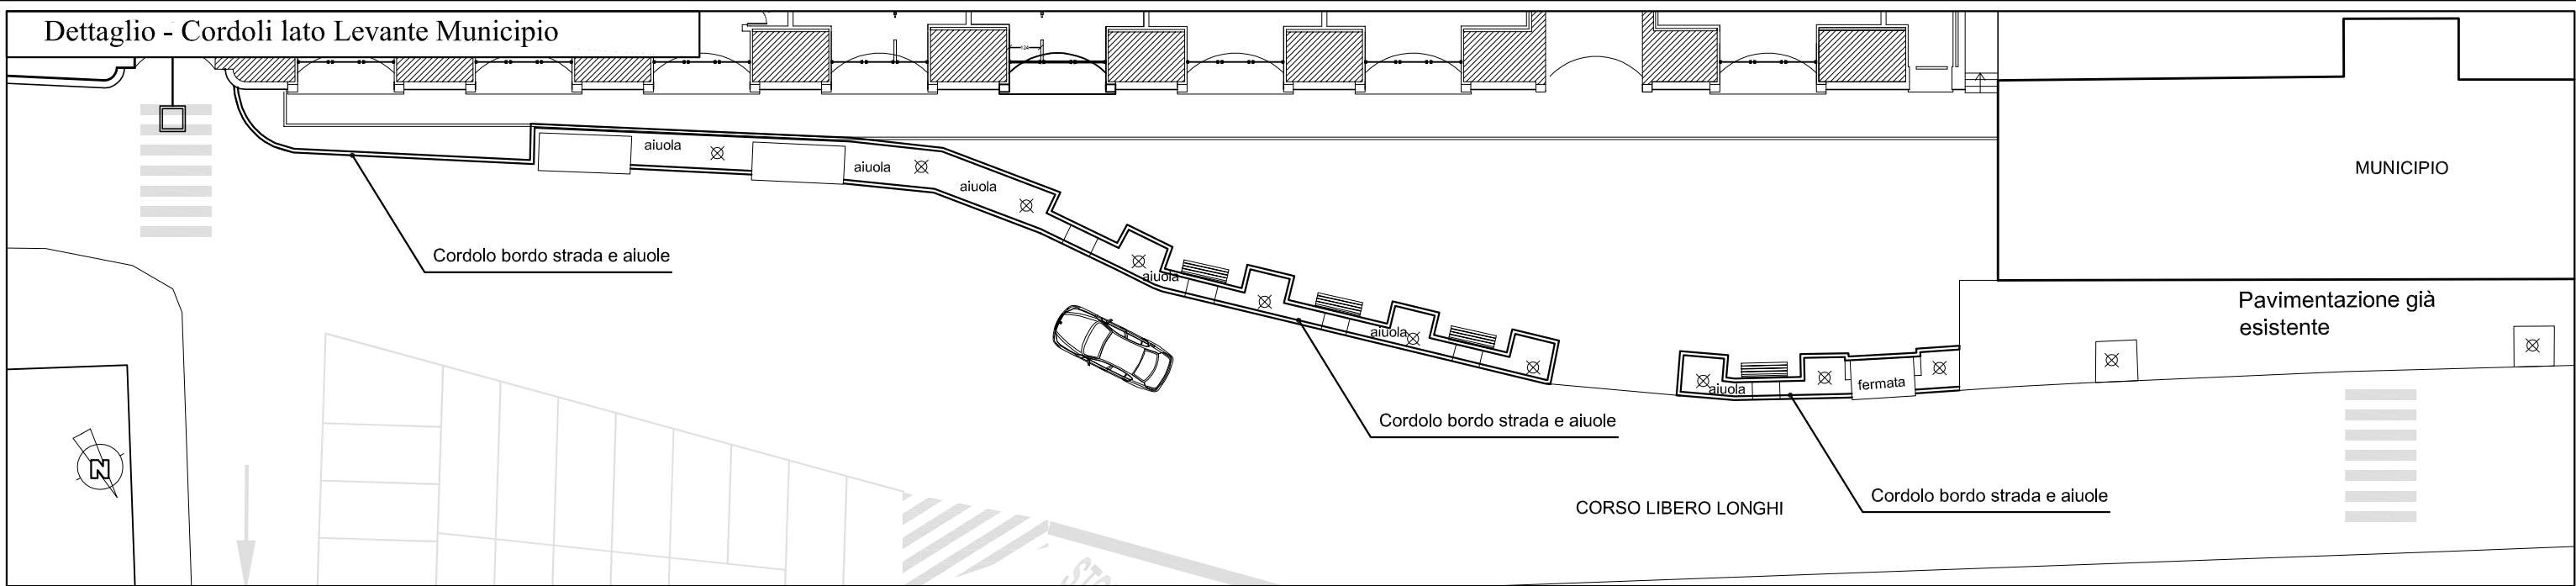 Dettaglio - Cordoli lato Levante Municipio
aiuola
aiuola
aiuola
MUNICIPIO
Cordolo bordo strada e aiuole
aiuola
Pavimentazione già
esistente
aiuola
fermata
aiuola
Cordolo bordo strada e aiuole
N
Cordolo bordo strada e aiuole
CORSO LIBERO LONGHI